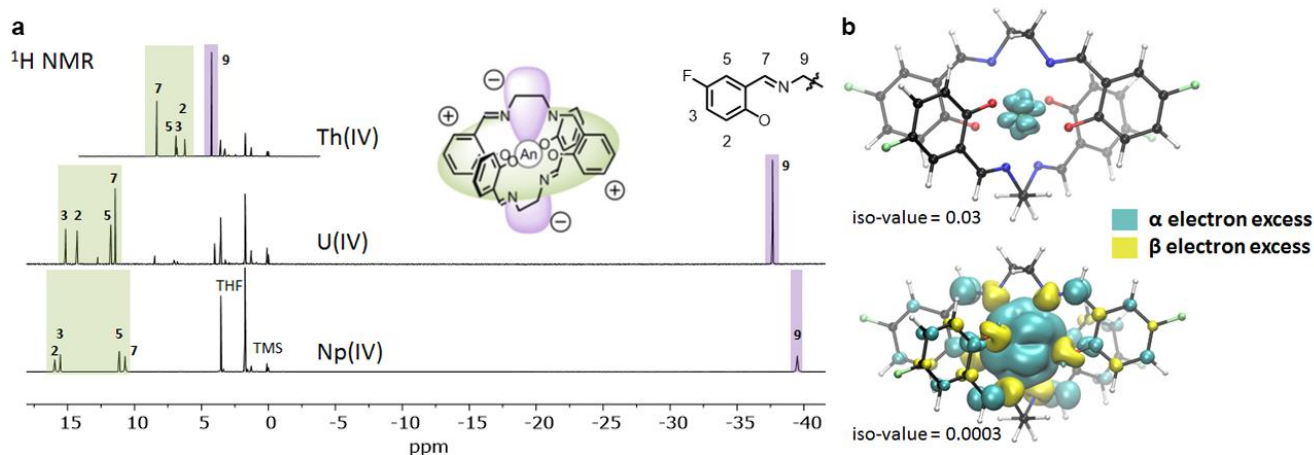 a
¹H NMR
7
5
3
2
9
Th(IV)
3
2
5
7
9
U(IV)
2
3
5
7
THF
TMS
9
Np(IV)
15
10
5
0
-5
-10
-15
-20
-25
-30
-35
-40
ppm
⊖
⊕
N
N
O
O
An
O
O
N
N
⊕
⊖
5
7
9
F
N
3
O
2
b
iso-value = 0.03
α electron excess
β electron excess
iso-value = 0.0003